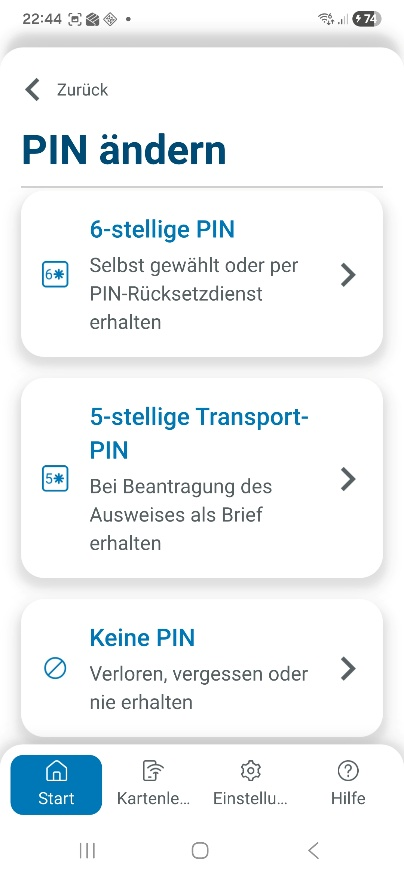 22:44
74
Zurück
PIN ändern
6-stellige PIN
6*
Selbst gewählt oder per
PIN-Rücksetzdienst
erhalten
5-stellige Transport-
PIN
5*
Bei Beantragung des
Ausweises als Brief
erhalten
Keine PIN
Verloren, vergessen oder
nie erhalten
Start
Kartenle...
Einstellu...
Hilfe